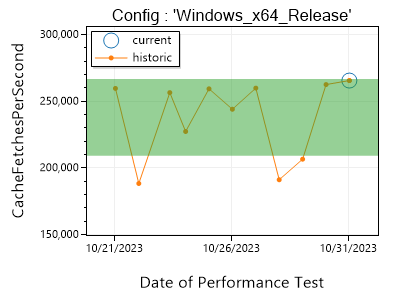 Config : 'Windows_x64_Release'
CacheFetchesPerSecond
300,000
250,000
200,000
150,000
current
historic
10/21/2023
10/26/2023
10/31/2023
Date of Performance Test